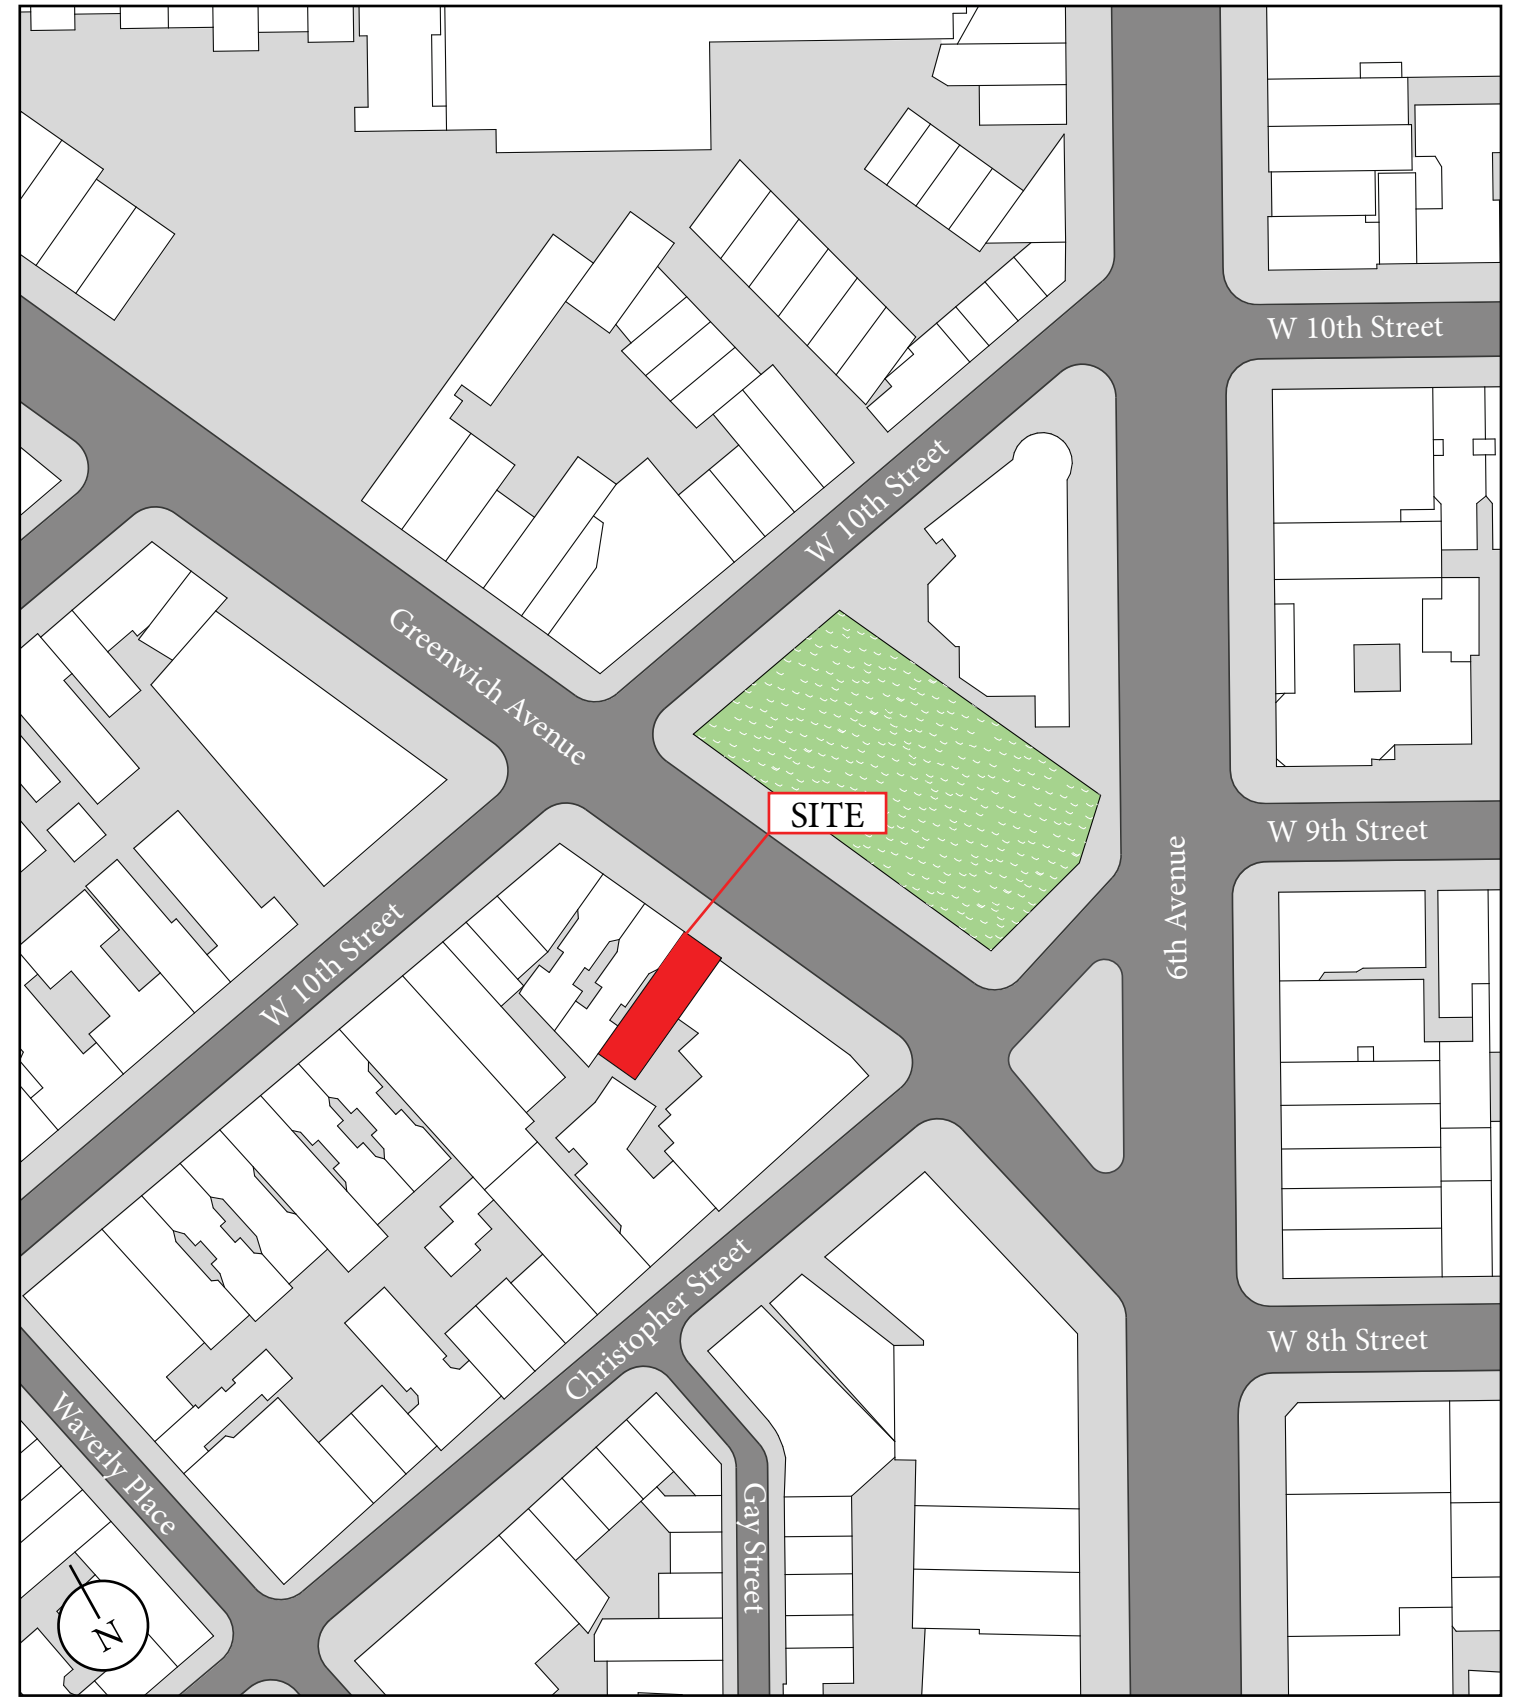 W 10th Street
W 10th Street
Greenwich Avenue
SITE
W 9th Street
6th Avenue
W 10th Street
Christopher Street
W 8th Street
Waverly Place
Gay Street
N